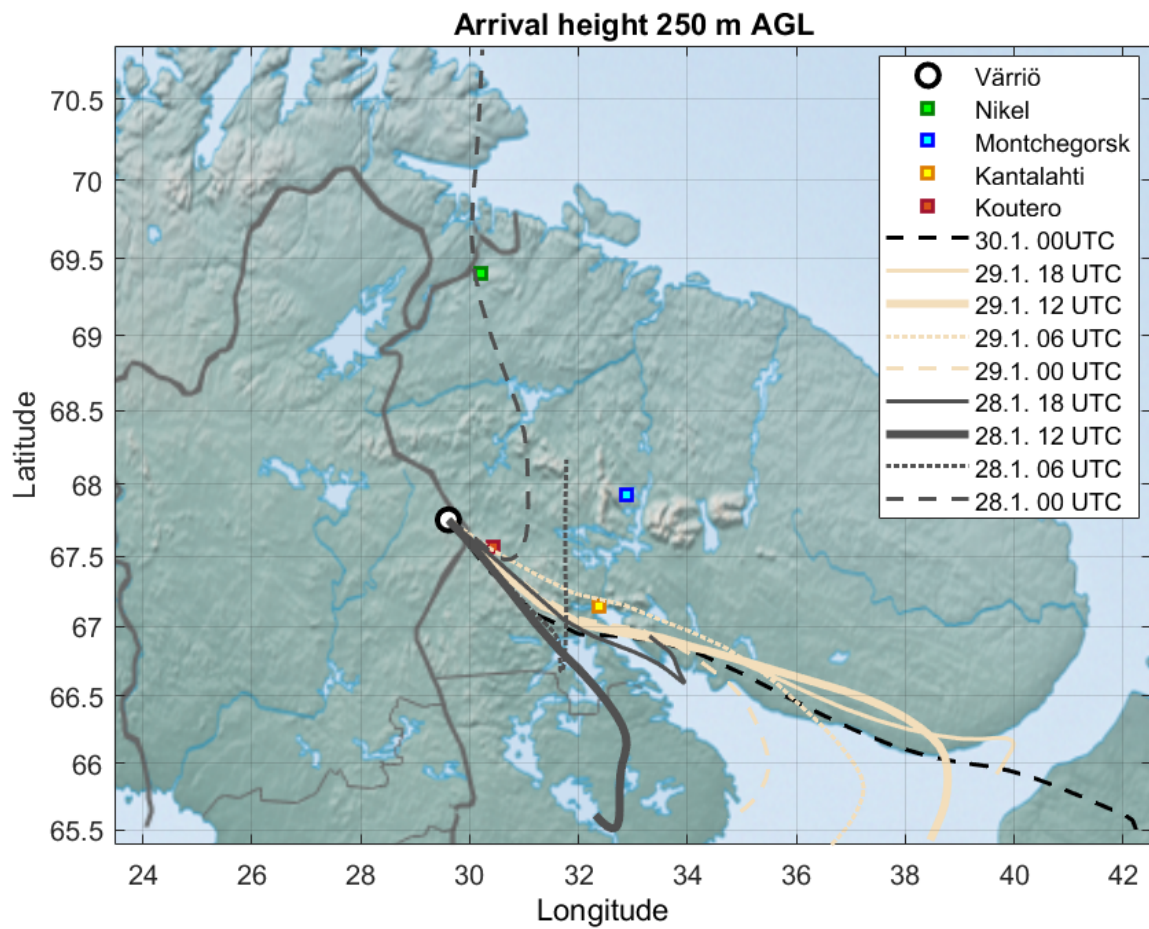 Arrival height 250 m AGL
Värriö
Nikel
Montchegorsk
Kantalahti
Koutero
30.1. 00UTC
29.1. 18 UTC
29.1. 12 UTC
29.1. 06 UTC
29.1. 00 UTC
28.1. 18 UTC
28.1. 12 UTC
28.1. 06 UTC
28.1. 00 UTC
Latitude
70.5
70
69.5
69
68.5
68
67.5
67
66.5
66
65.5
24 26 28 30 32 34 36 38 40 42
Longitude